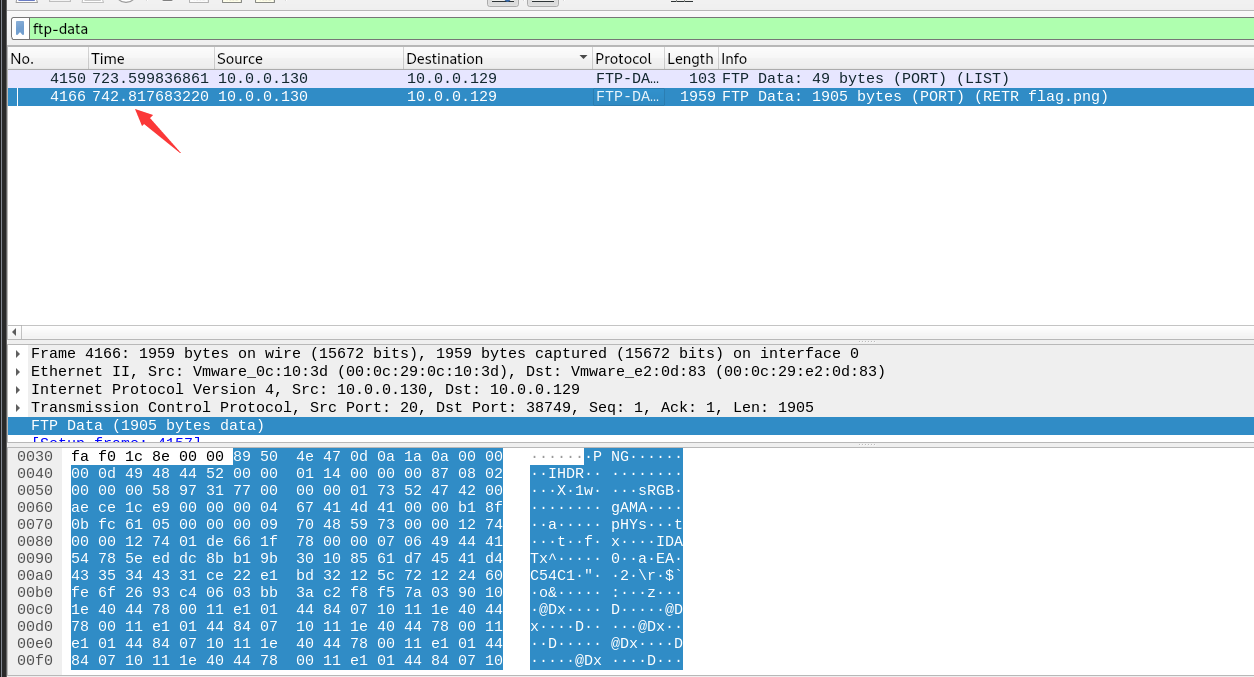 ftp-data
No. Time Source Destination Protocol Length Info
4150 723.599836861 10.0.0.130 10.0.0.129 FTP-DA… 103 FTP Data: 49 bytes (PORT) (LIST)
4166 742.817683220 10.0.0.130 10.0.0.129 FTP-DA… 1959 FTP Data: 1905 bytes (PORT) (RETR flag.png)
Frame 4166: 1959 bytes on wire (15672 bits), 1959 bytes captured (15672 bits) on interface 0
Ethernet II, Src: Vmware_0c:10:3d (00:0c:29:0c:10:3d), Dst: Vmware_e2:0d:83 (00:0c:29:e2:0d:83)
Internet Protocol Version 4, Src: 10.0.0.130, Dst: 10.0.0.129
Transmission Control Protocol, Src Port: 20, Dst Port: 38749, Seq: 1, Ack: 1, Len: 1905
FTP Data (1905 bytes data)
[Setup frame: 4157]
0030 fa f0 1c 8e 00 00 89 50 4e 47 0d 0a 1a 0a 00 00 ·······P NG······
0040 00 0d 49 48 44 52 00 00 01 14 00 00 00 87 08 02 ··IHDR·· ········
0050 00 00 00 58 97 31 77 00 00 00 01 73 52 47 42 00 ···X·1w· ···sRGB·
0060 ae ce 1c e9 00 00 00 04 67 41 4d 41 00 00 b1 8f ········ gAMA····
0070 0b fc 61 05 00 00 00 09 70 48 59 73 00 00 12 74 ··a····· pHYs···t
0080 00 00 12 74 01 de 66 1f 78 00 00 07 06 49 44 41 ···t··f· x····IDA
0090 54 78 5e ed dc 8b b1 9b 30 10 85 61 d7 45 41 d4 Tx^····· 0··a·EA·
00a0 43 35 34 43 31 ce 22 e1 bd 32 12 5c 72 12 24 60 C54C1·"· ·2·\r·$`
00b0 fe 6f 26 93 c4 06 03 bb 3a c2 f8 f5 7a 03 90 10 ·o&····· :···z···
00c0 1e 40 44 78 00 11 e1 01 44 84 07 10 11 1e 40 44 ·@Dx···· D·····@D
00d0 78 00 11 e1 01 44 84 07 10 11 1e 40 44 78 00 11 x····D·· ···@Dx··
00e0 e1 01 44 84 07 10 11 1e 40 44 78 00 11 e1 01 44 ··D····· @Dx····D
00f0 84 07 10 11 1e 40 44 78 00 11 e1 01 44 84 07 10 ·····@Dx ····D···